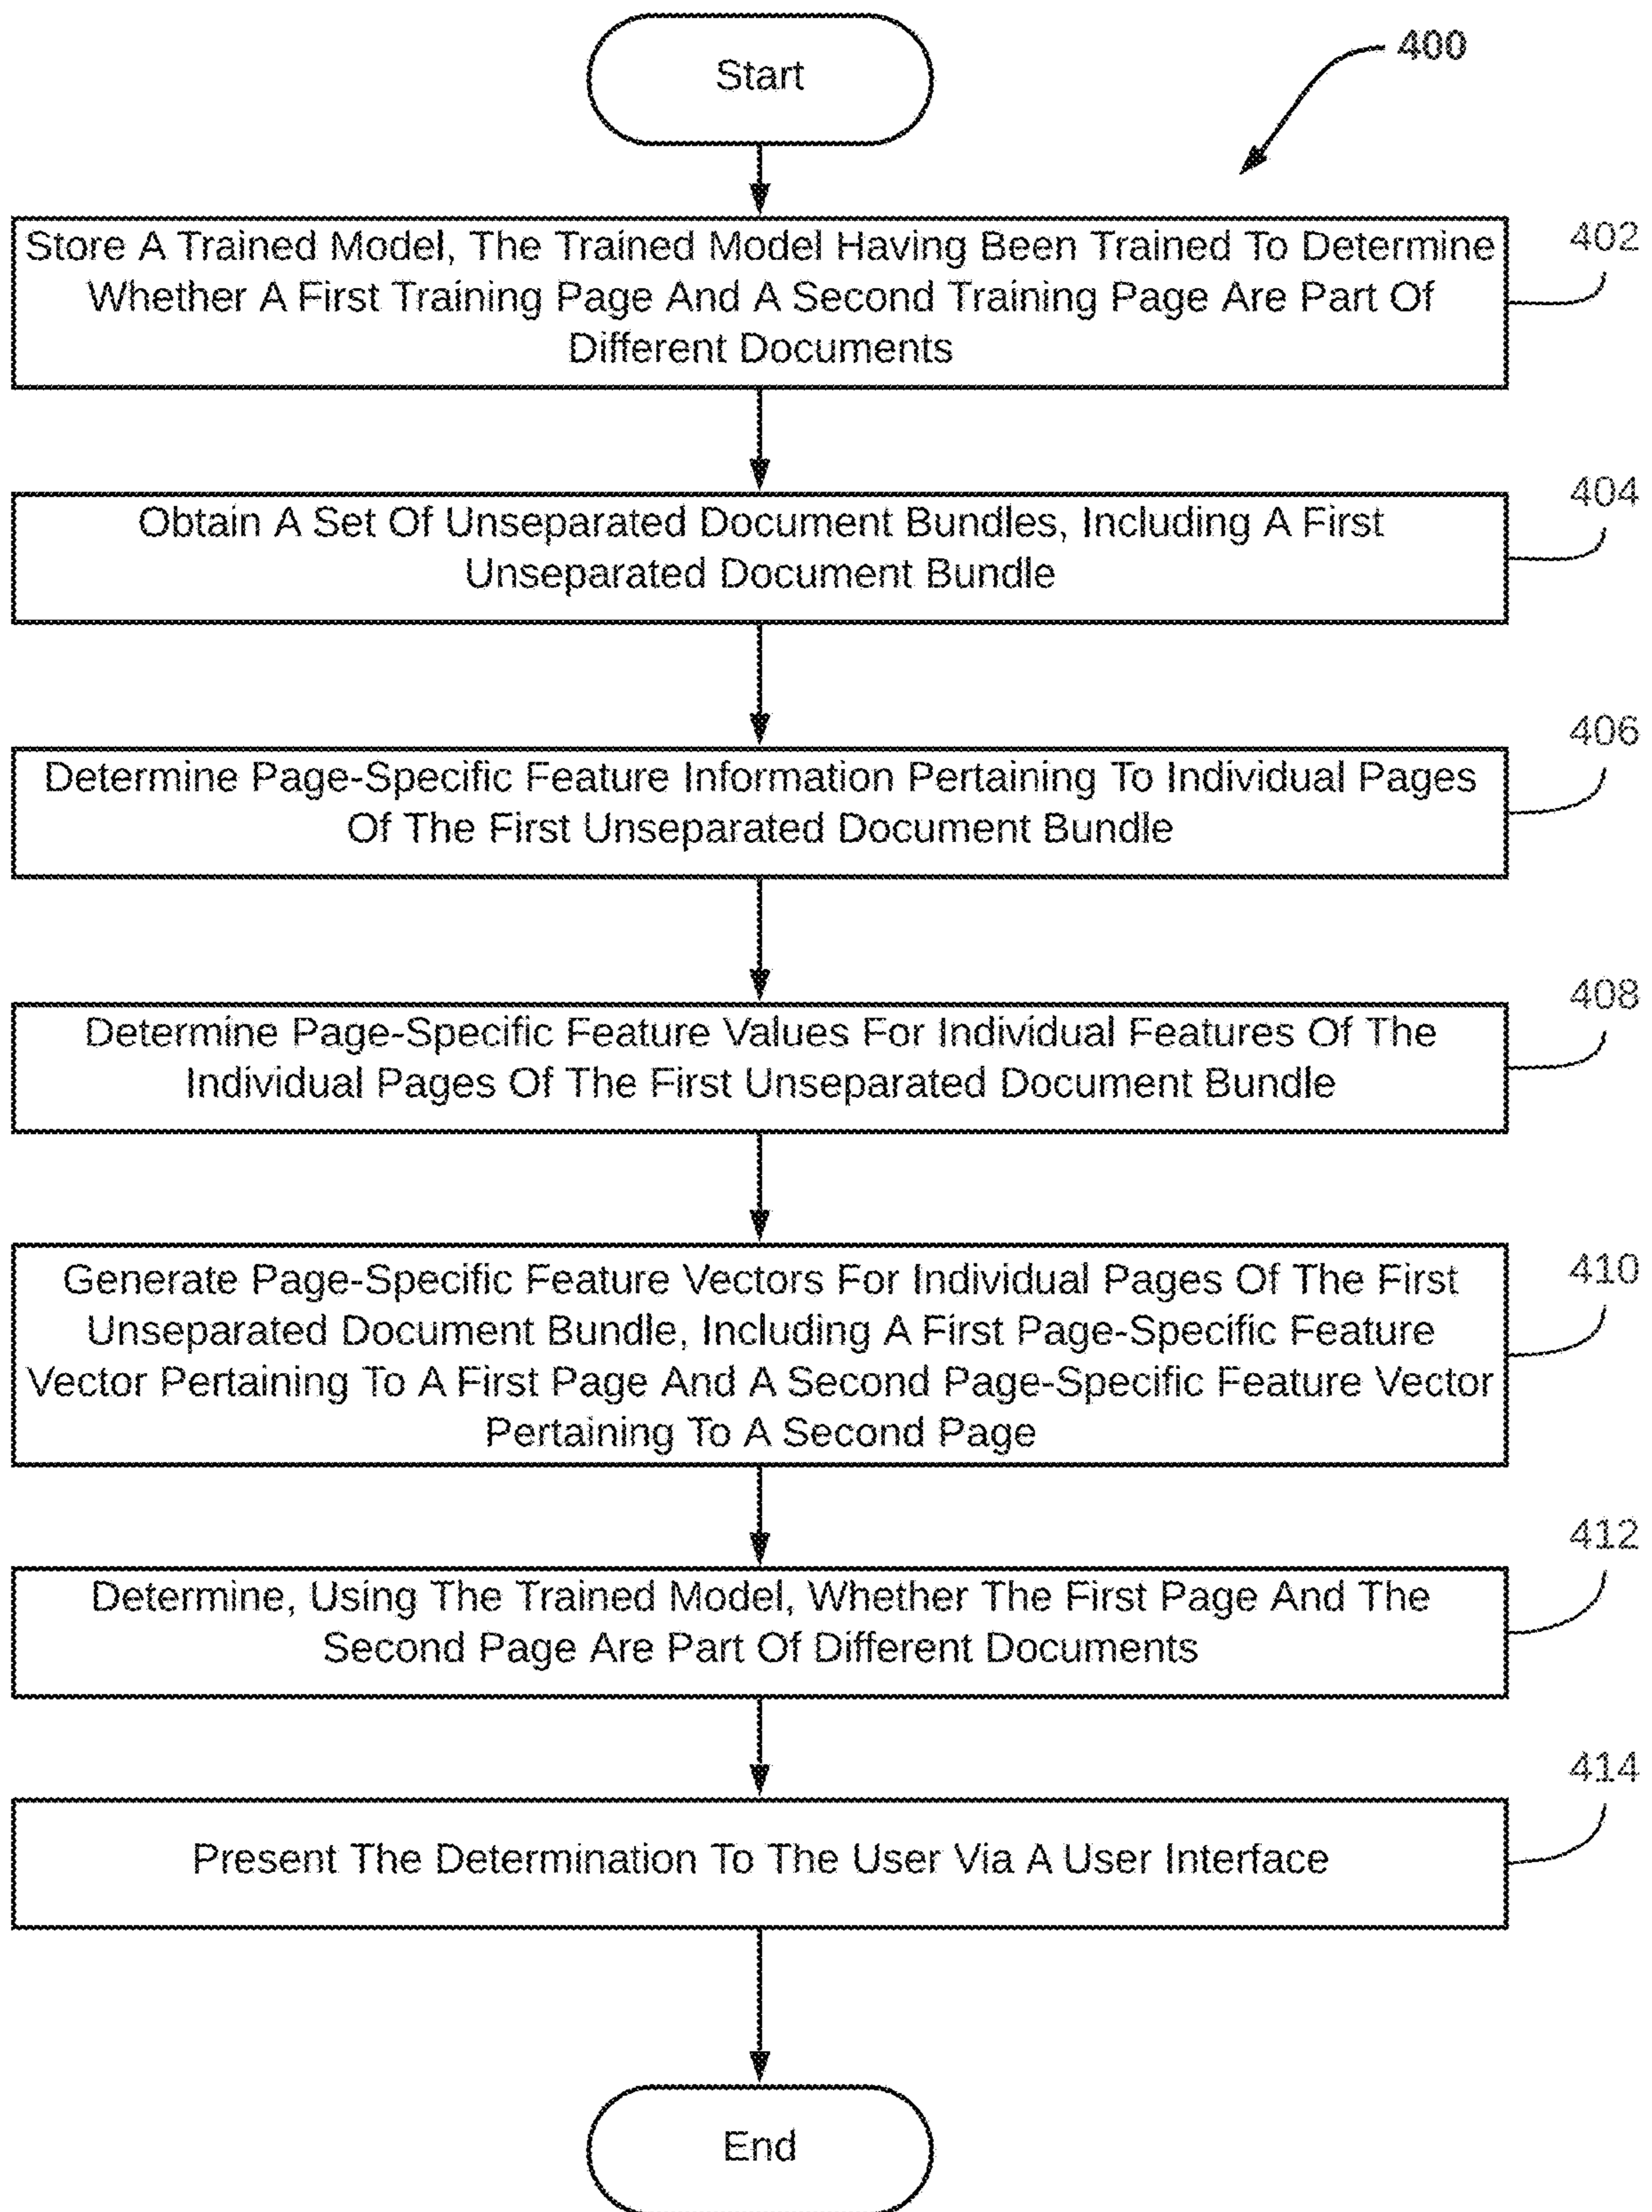 Start
400
Store A Trained Model, The Trained Model Having Been Trained To Determine
Whether A First Training Page And A Second Training Page Are Part Of
Different Documents
402
Obtain A Set Of Unseparated Document Bundles, Including A First
Unseparated Document Bundle
404
Determine Page-Specific Feature Information Pertaining To Individual Pages
Of The First Unseparated Document Bundle
406
Determine Page-Specific Feature Values For Individual Features Of The
Individual Pages Of The First Unseparated Document Bundle
408
Generate Page-Specific Feature Vectors For Individual Pages Of The First
Unseparated Document Bundle, Including A First Page-Specific Feature
Vector Pertaining To A First Page And A Second Page-Specific Feature Vector
Pertaining To A Second Page
410
Determine, Using The Trained Model, Whether The First Page And The
Second Page Are Part Of Different Documents
412
Present The Determination To The User Via A User Interface
414
End